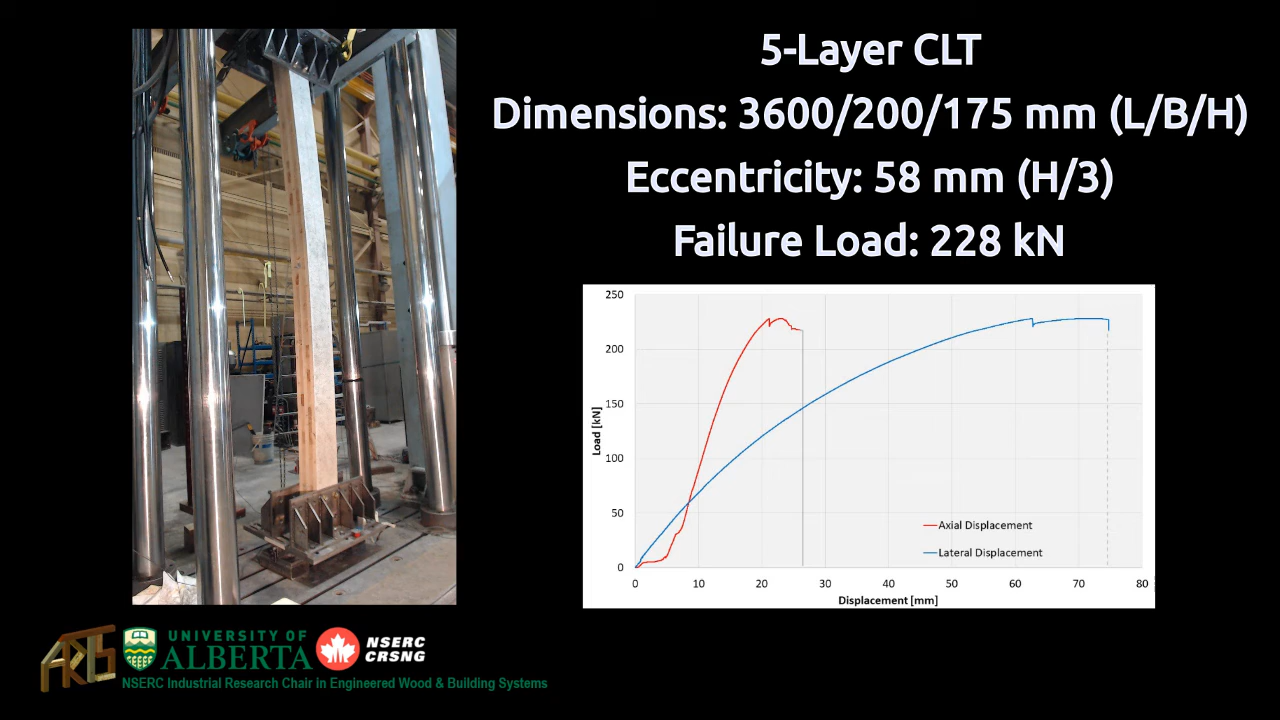 5-Layer CLT
Dimensions: 3600/200/175 mm (L/B/H)
Eccentricity: 58 mm (H/3)
Failure Load: 228 kN
250
200
150
100
50
0
Load [kN]
Axial Displacement
Lateral Displacement
0 10 20 30 40 50 60 70 80
Displacement [mm]
ARTS
UNIVERSITY OF
ALBERTA
NSERC
CRSNG
NSERC Industrial Research Chair in Engineered Wood & Building Systems